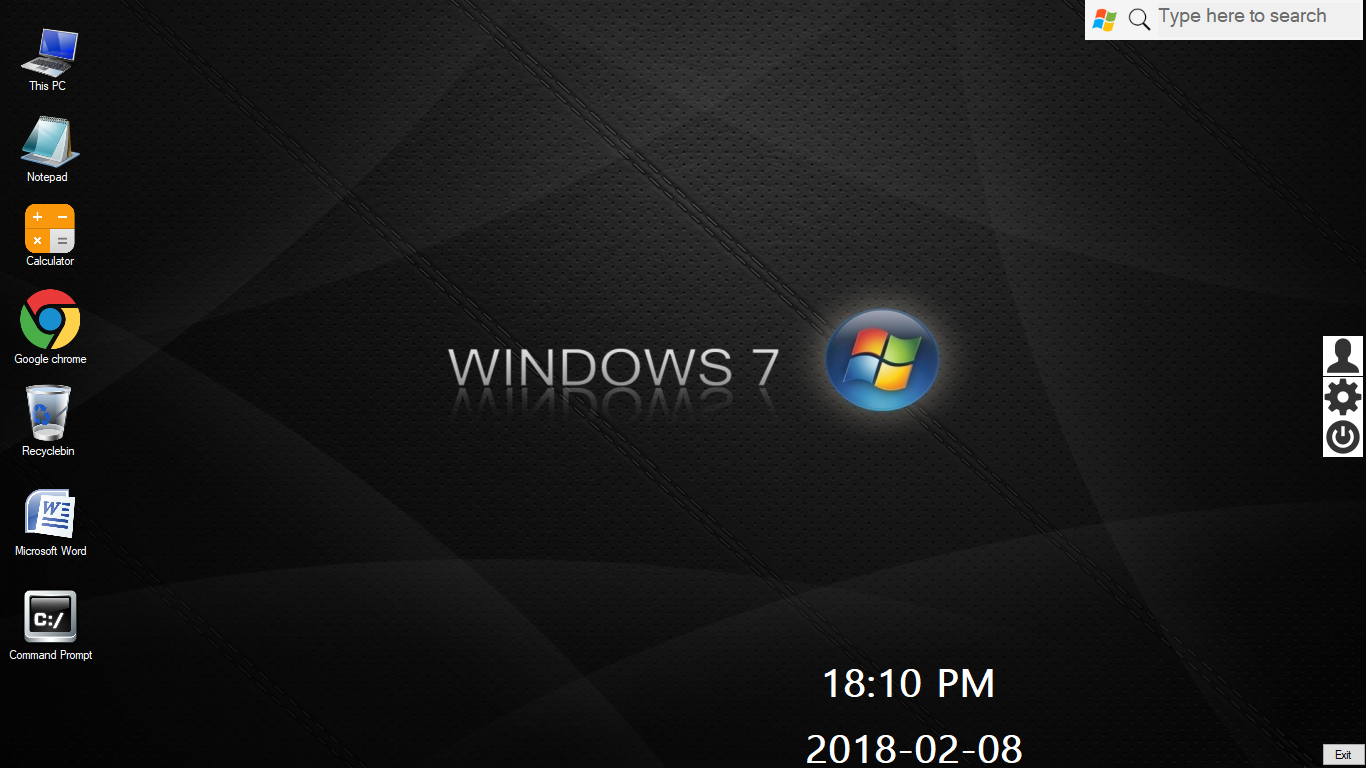 Type here to search
This PC
Notepad
Calculator
Google chrome
WINDOWS 7
Recyclebin
W
Microsoft Word
C:/
Command Prompt
18:10 PM
2018-02-08
Exit